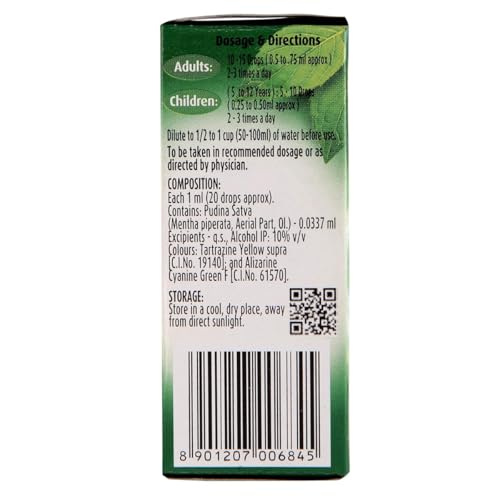 Dosage & Directions
Adults:
10 -15 Drops ( 0.5 to .75 ml approx )
2-3 times a day
Children:
( 5 to 12 Years ) : 5 - 10 Drops
( 0.25 to 0.50ml approx )
2 - 3 times a day
Dilute to 1/2 to 1 cup (50-100ml) of water before use.
To be taken in recommended dosage or as
directed by physician.
COMPOSITION:
Each 1 ml (20 drops approx).
Contains: Pudina Satva
(Mentha piperata, Aerial Part, Ol.) - 0.0337 ml
Excipients - q.s., Alcohol IP: 10% v/v
Colours: Tartrazine Yellow supra
[C.I.No. 19140]; and Alizarine
Cyanine Green F [C.I.No. 61570].
STORAGE:
Store in a cool, dry place, away
from direct sunlight.
8 901207 006845